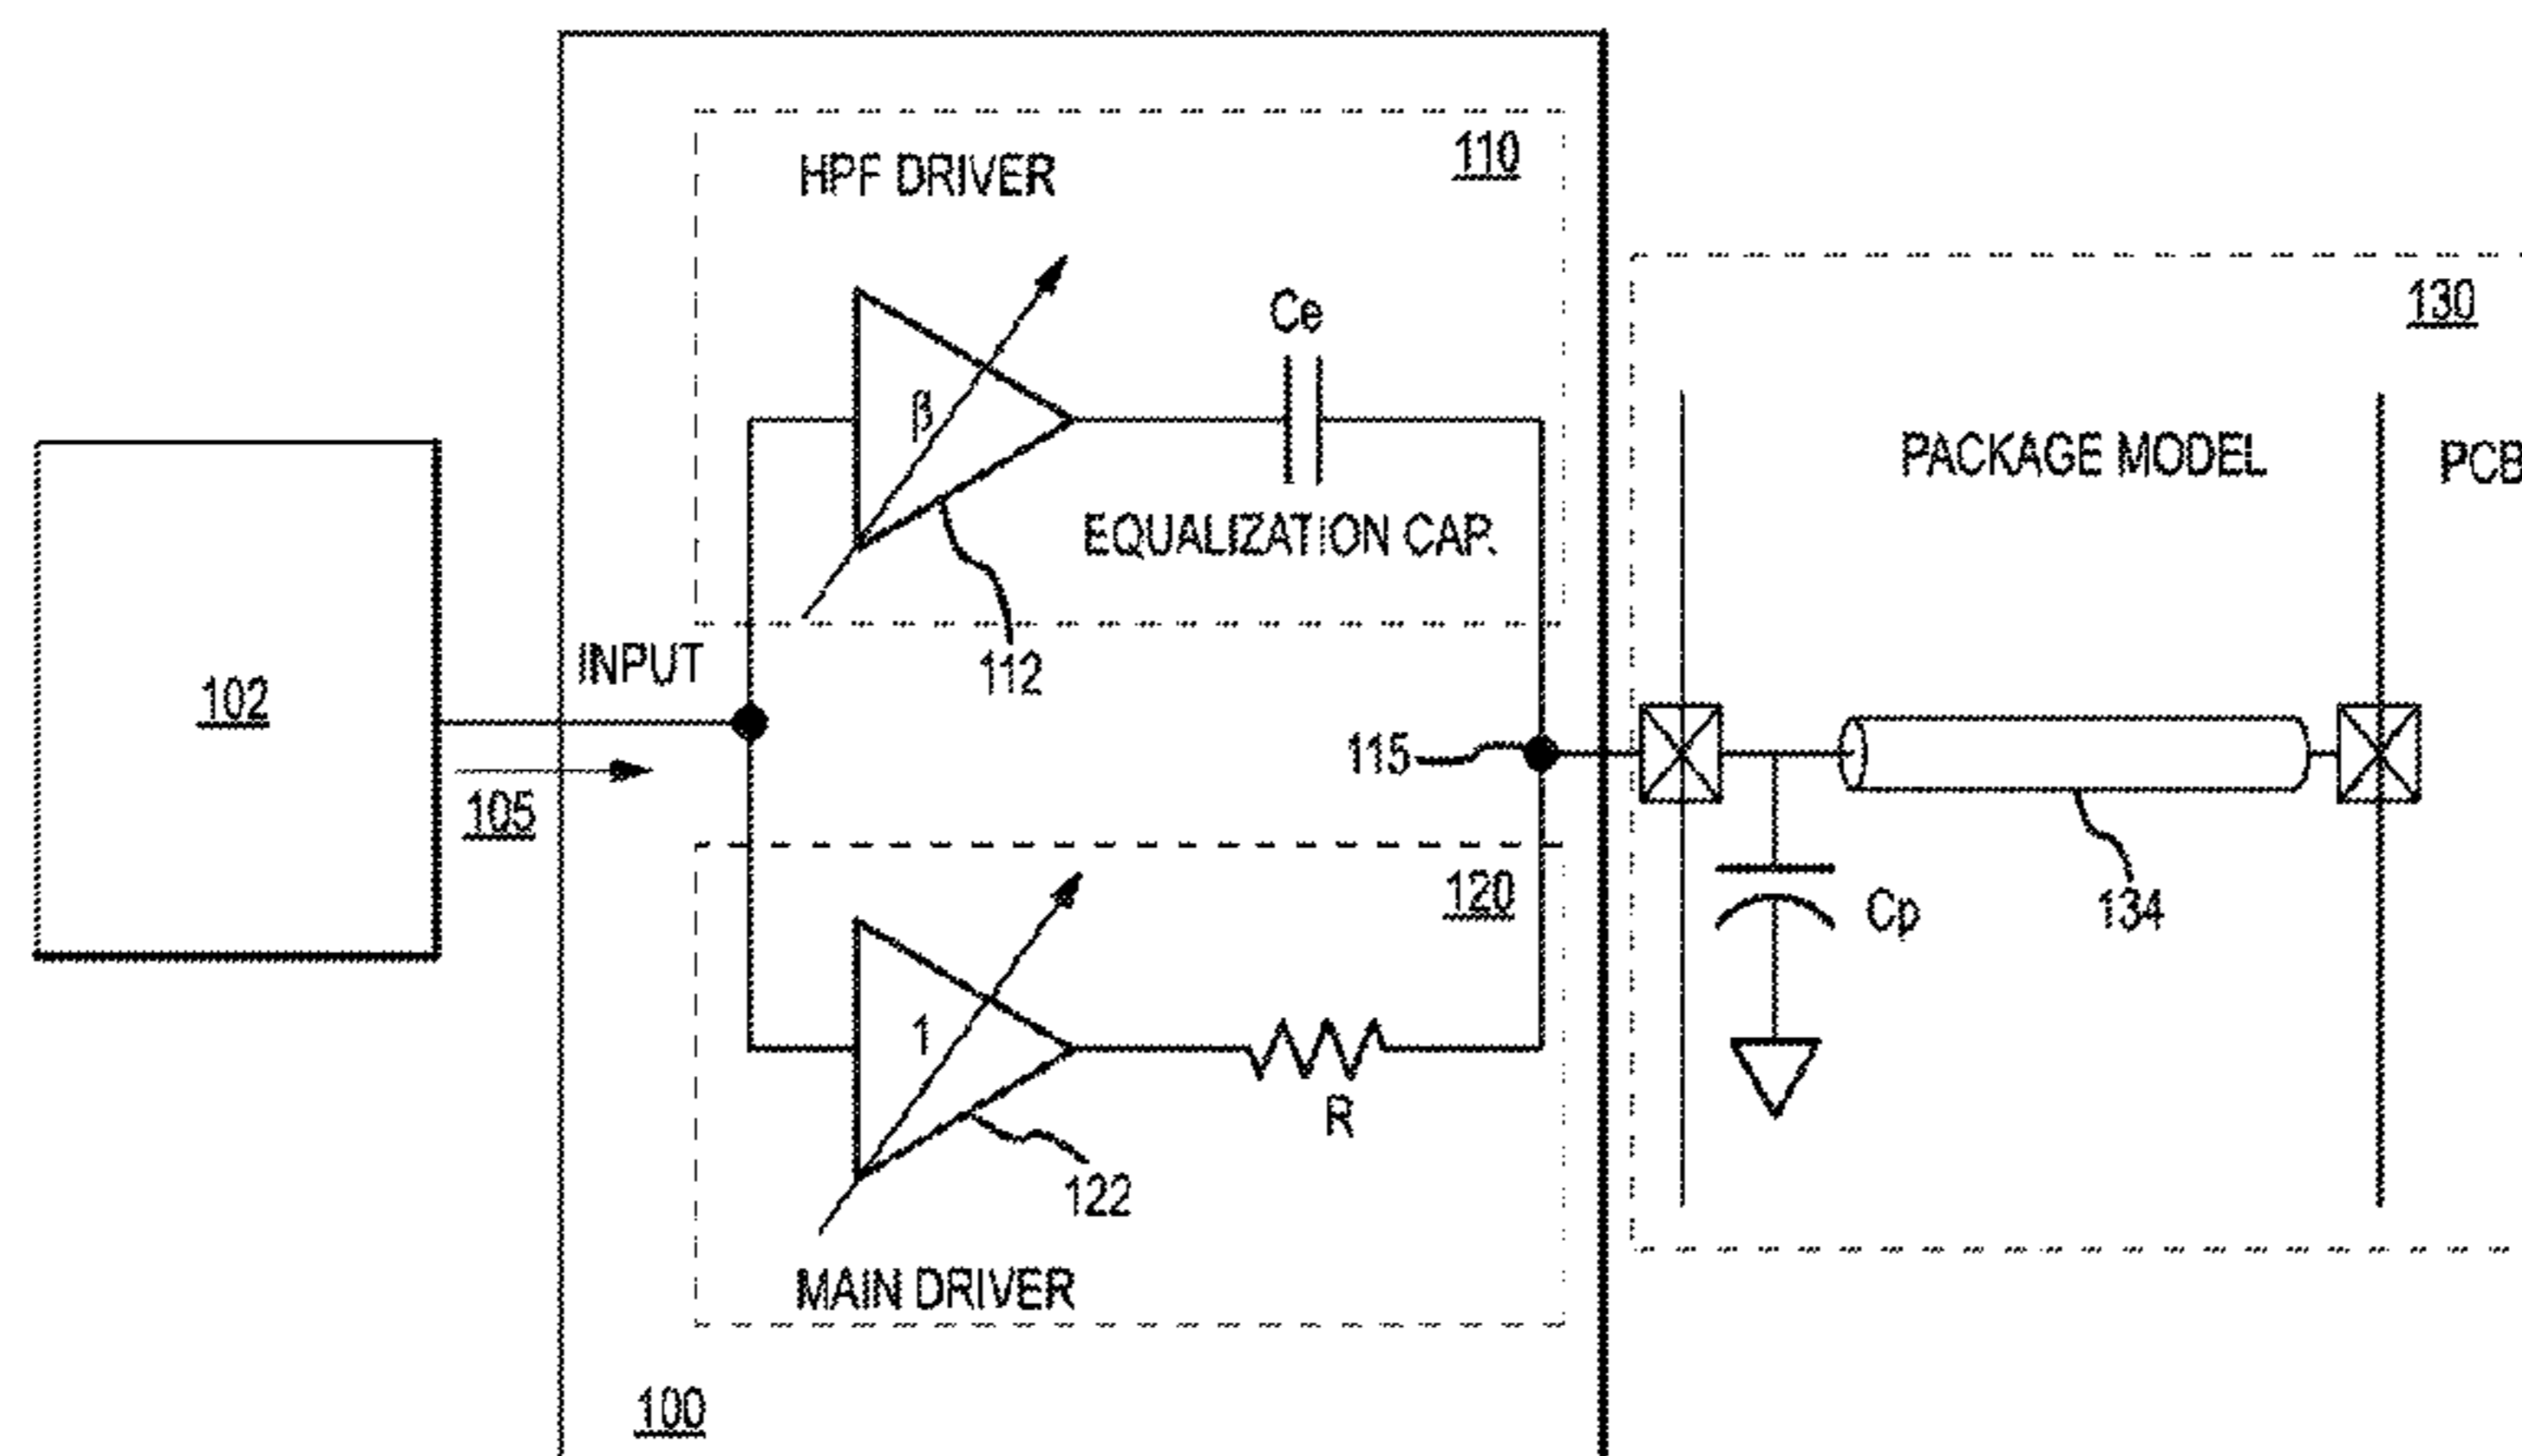 110
HPF DRIVER
130
Ce
β
PACKAGE MODEL
PCB
EQUALIZATION CAP.
INPUT
112
102
115
105
120
Cp
134
1
R
122
MAIN DRIVER
100